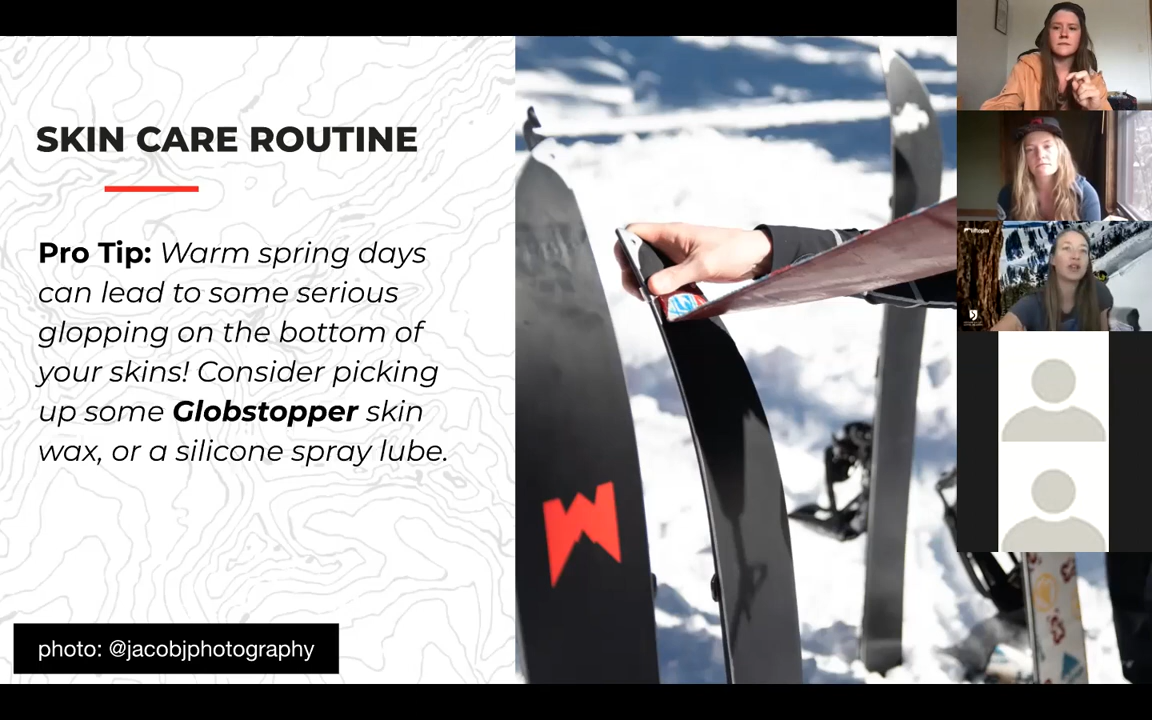 SKIN CARE ROUTINE
Pro Tip: Warm spring days
can lead to some serious
glopping on the bottom of
your skins! Consider picking
up some Globstopper skin
wax, or a silicone spray lube.
photo: @jacobjphotography